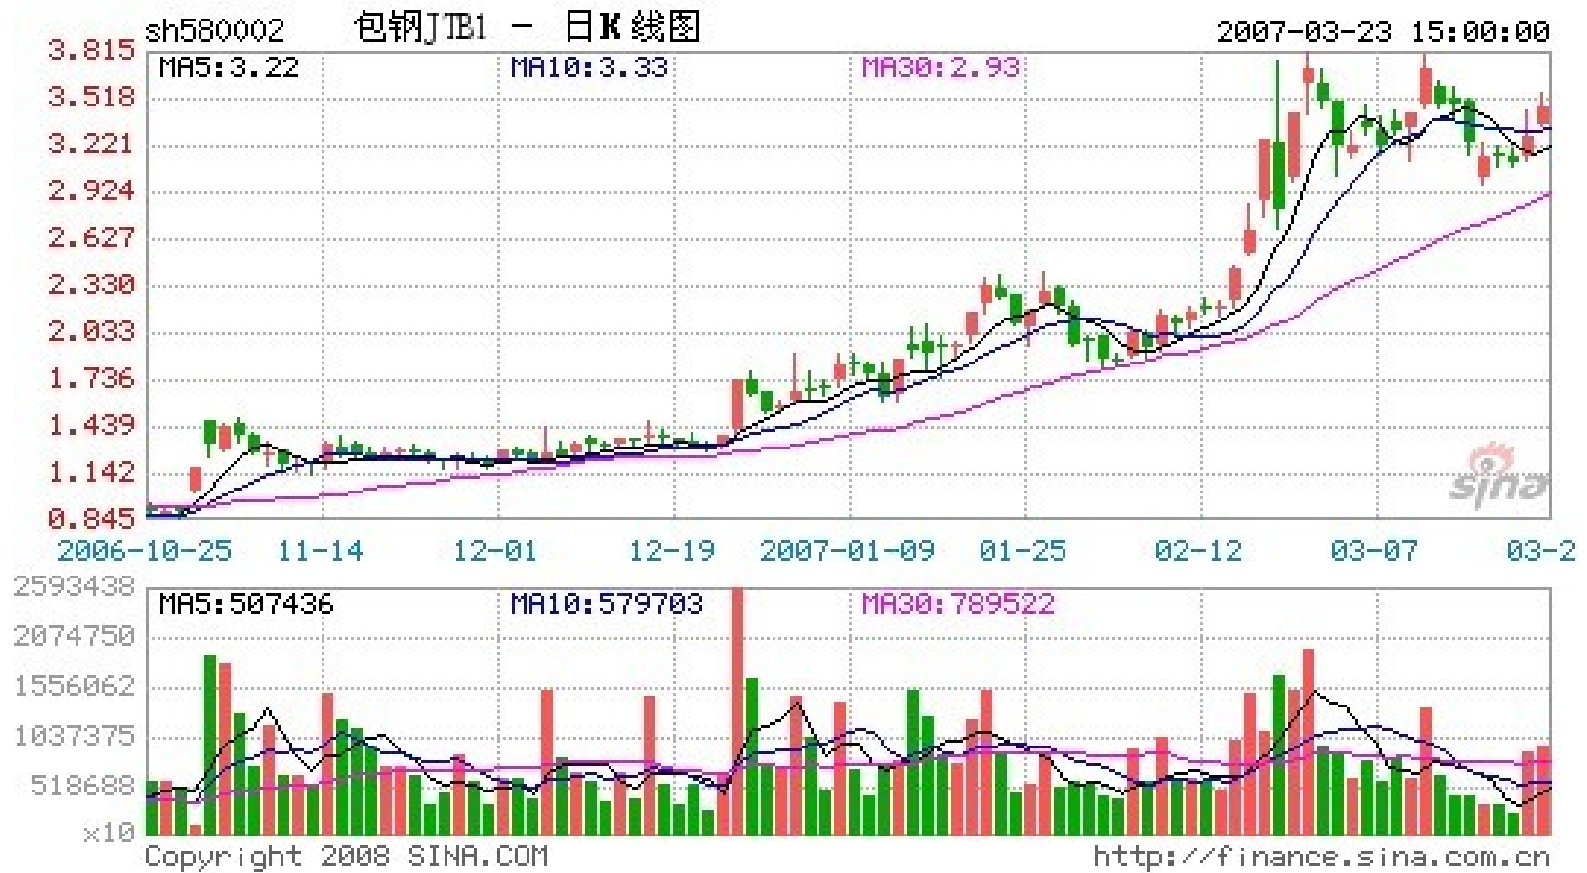 sh580002 包钢JTB1 - 日K线图 2007-03-23 15:00:00
3.815
MA5:3.22 MA10:3.33 MA30:2.93
3.518
3.221
2.924
2.627
2.330
2.033
1.736
1.439
1.142
sina
0.845
2006-10-25 11-14 12-01 12-19 2007-01-09 01-25 02-12 03-07 03-2
2593438
MA5:507436 MA10:579703 MA30:789522
2074750
1556062
1037375
518688
x10
Copyright 2008 SINA.COM http://finance.sina.com.cn